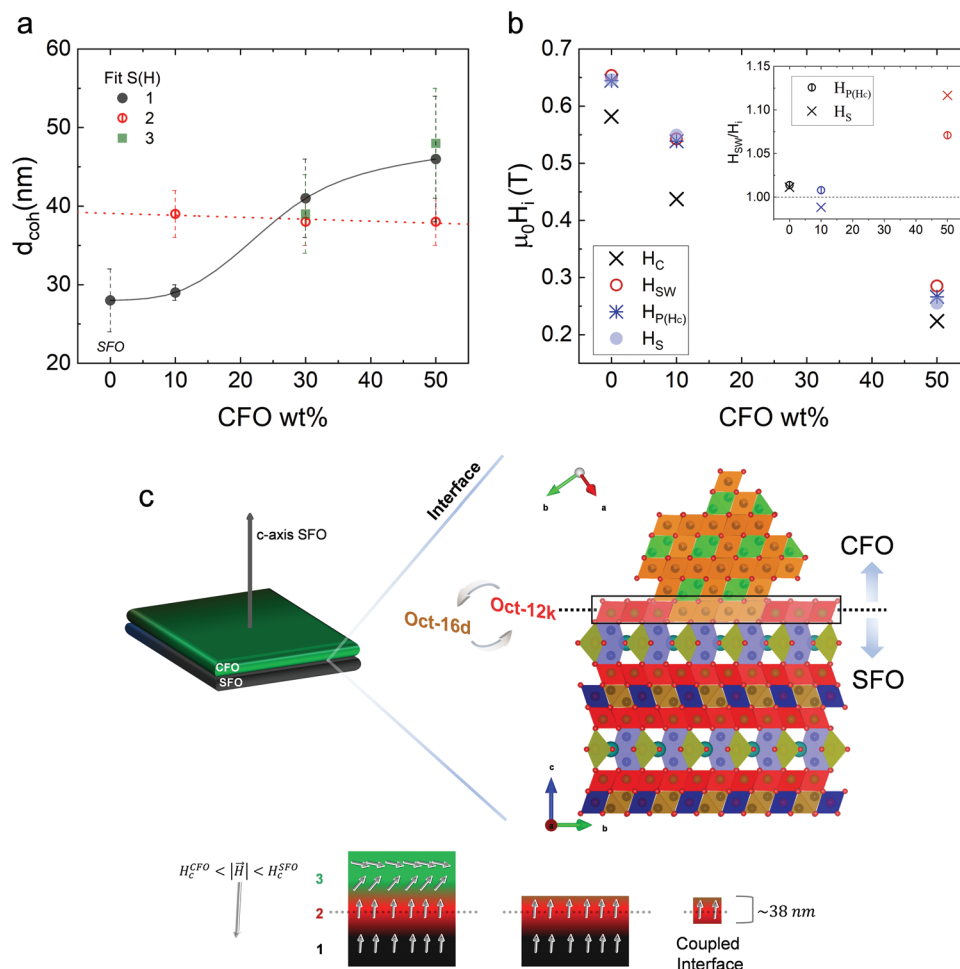 a
60
50
40
30
20
d_coh(nm)
Fit S(H)
1
2
3
SFO
0 10 20 30 40 50
CFO wt%
b
0.7
0.6
0.5
0.4
0.3
0.2
μ₀H_i (T)
H_C
H_SW
H_P(Hc)
H_S
0 10 20 30 40 50
CFO wt%
1.15
1.10
1.05
1.00
H_SW/H_i
H_P(Hc)
H_S
0 10 20 30 40 50
c
c-axis SFO
CFO
SFO
Interface
Oct-16d
Oct-12k
b
a
CFO
SFO
c
a
b
H_c^CFO < |H⃗| < H_c^SFO
3
2
1
~38 nm
Coupled
Interface